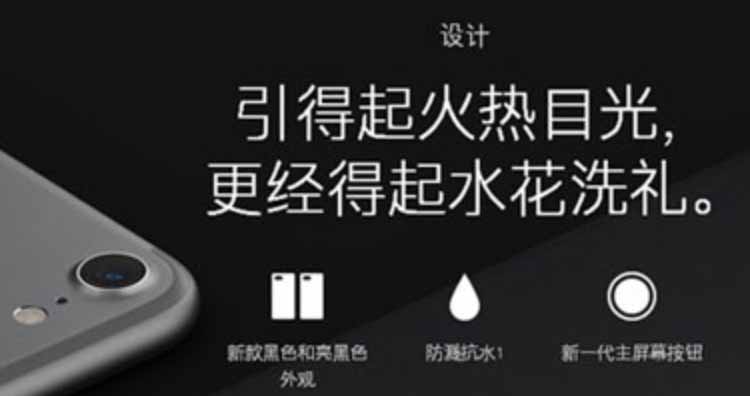 设计
引得起火热目光，
更经得起水花洗礼。
新款黑色和亮黑色
外观
防溅抗水1
新一代主屏幕按钮